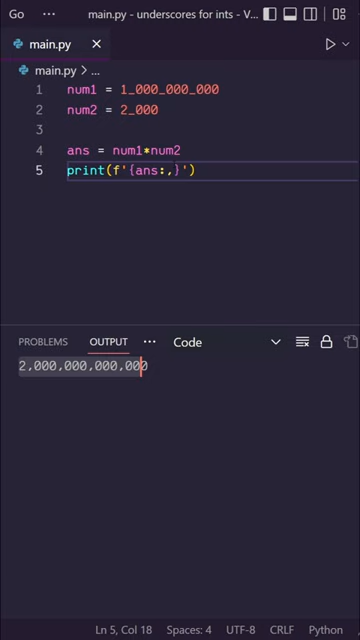 Go ··· main.py - underscores for ints - V...
main.py
main.py > ...
1 num1 = 1_000_000_000
2 num2 = 2_000
3
4 ans = num1*num2
5 print(f'{ans:,}')
PROBLEMS OUTPUT ··· Code
2,000,000,000,000
Ln 5, Col 18 Spaces: 4 UTF-8 CRLF Python